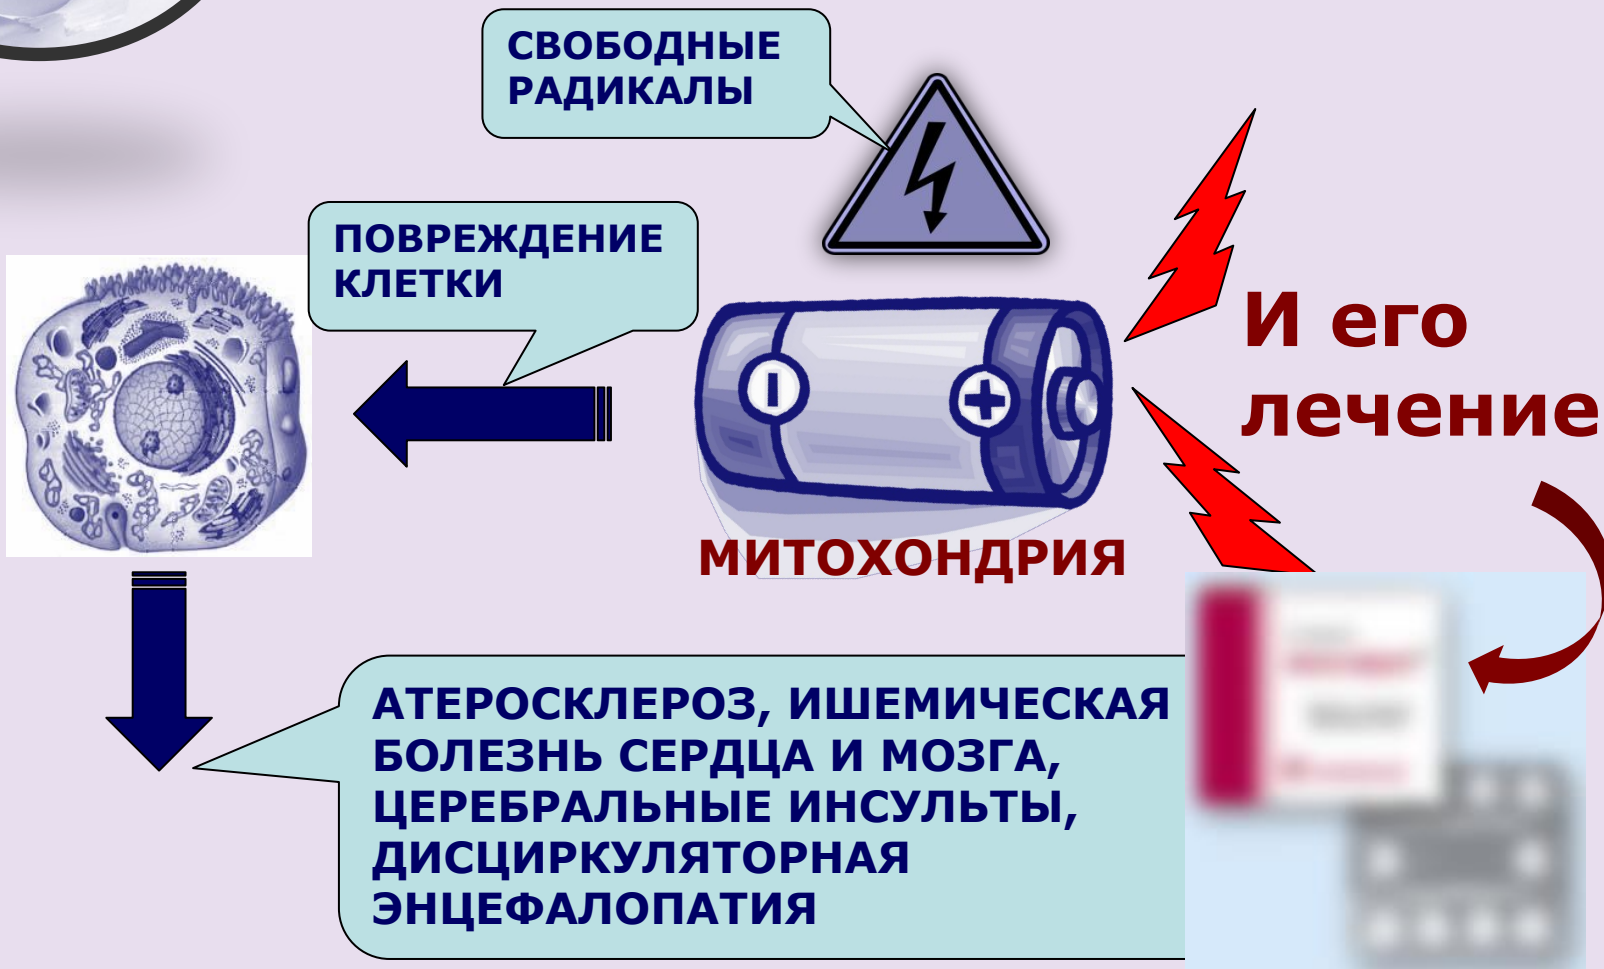 СВОБОДНЫЕ
РАДИКАЛЫ
ПОВРЕЖДЕНИЕ
КЛЕТКИ
И его
лечение
МИТОХОНДРИЯ
АТЕРОСКЛЕРОЗ, ИШЕМИЧЕСКАЯ
БОЛЕЗНЬ СЕРДЦА И МОЗГА,
ЦЕРЕБРАЛЬНЫЕ ИНСУЛЬТЫ,
ДИСЦИРКУЛЯТОРНАЯ
ЭНЦЕФАЛОПАТИЯ